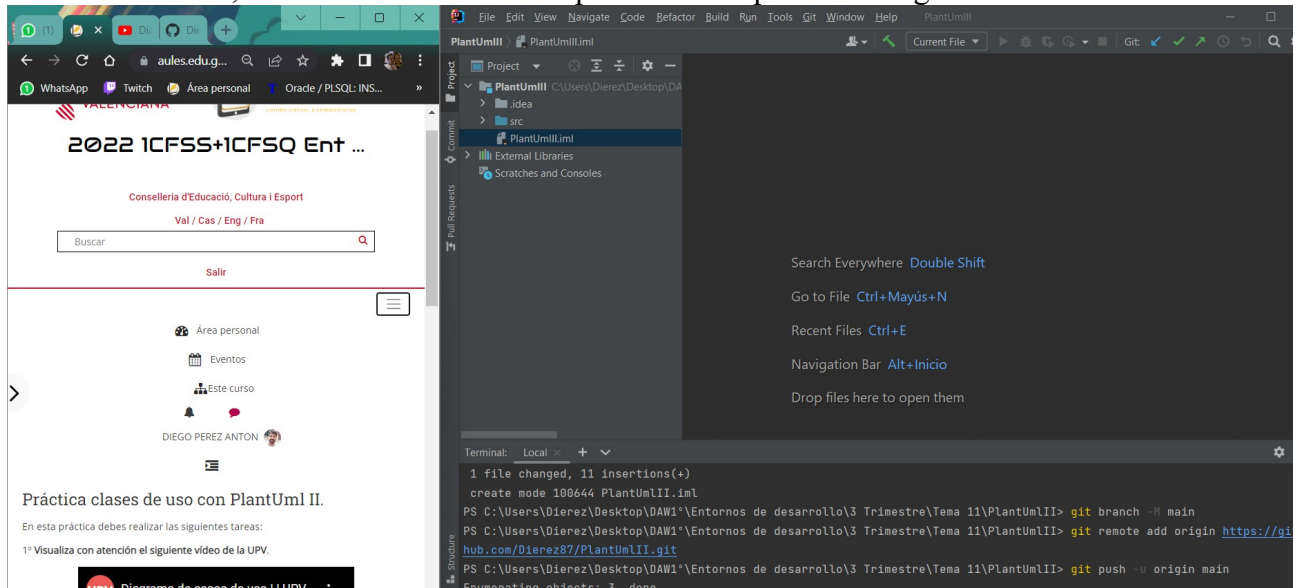 (1) Di Di
File Edit View Navigate Code Refactor Build Run Tools Git Window Help PlantUmIII
PlantUmIII PlantUmIII.iml Current File Git:
aules.edu.g...
WhatsApp Twitch Área personal Oracle / PLSQL: INS... »
VALENCIANA
2022 1CFSS+1CFSQ Ent ...
Conselleria d'Educació, Cultura i Esport
Val / Cas / Eng / Fra
Buscar
Salir
Área personal
Eventos
Este curso
DIEGO PEREZ ANTON
Práctica clases de uso con PlantUml II.
En esta práctica debes realizar las siguientes tareas:
1º Visualiza con atención el siguiente vídeo de la UPV.
Diagrama de casos de uso | | UPV
Project
Commit
Pull Requests
Structure
Project
PlantUmIII C:\Users\Dierez\Desktop\DA
.idea
src
PlantUmIII.iml
External Libraries
Scratches and Consoles
Search Everywhere Double Shift
Go to File Ctrl+Mayús+N
Recent Files Ctrl+E
Navigation Bar Alt+Inicio
Drop files here to open them
Terminal: Local
1 file changed, 11 insertions(+)
create mode 100644 PlantUmlII.iml
PS C:\Users\Dierez\Desktop\DAW1°\Entornos de desarrollo\3 Trimestre\Tema 11\PlantUmlII> git branch -M main
PS C:\Users\Dierez\Desktop\DAW1°\Entornos de desarrollo\3 Trimestre\Tema 11\PlantUmlII> git remote add origin https://gi
hub.com/Dierez87/PlantUmlII.git
PS C:\Users\Dierez\Desktop\DAW1°\Entornos de desarrollo\3 Trimestre\Tema 11\PlantUmlII> git push -u origin main
Enumerating objects: 3, done.